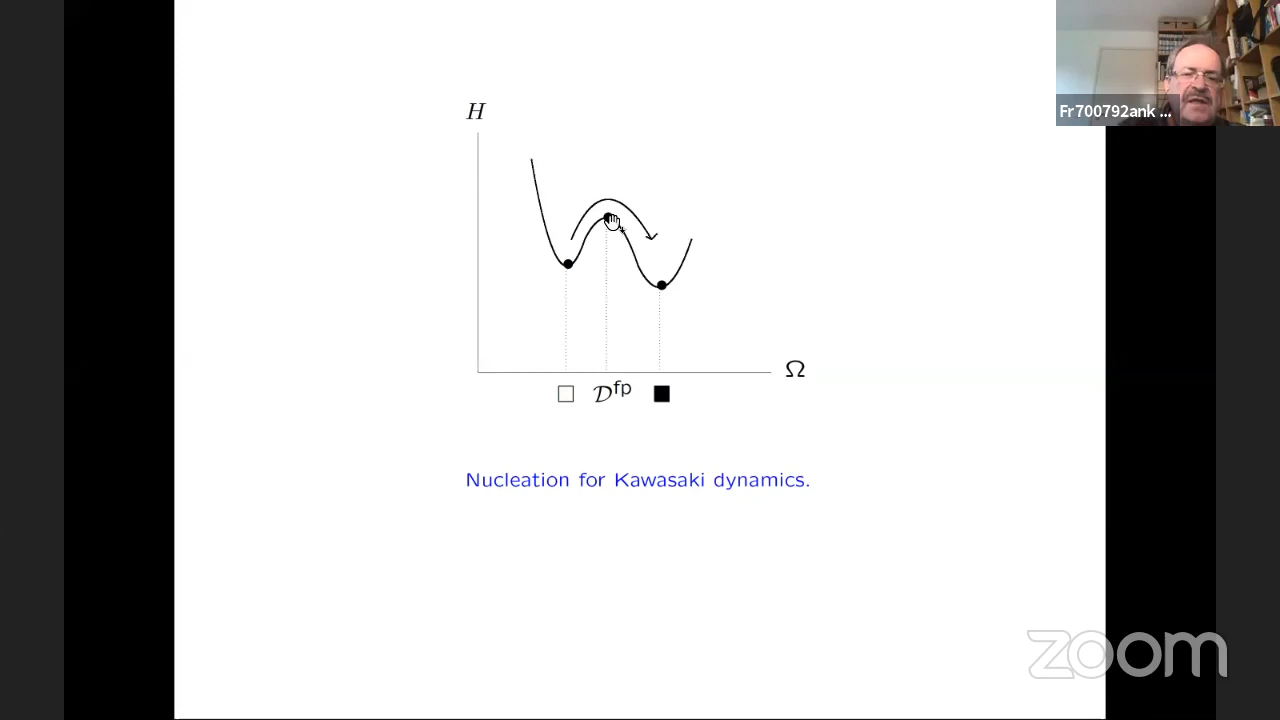 Fr700792ank ...
H
Ω
□ 𝒟^fp ■
Nucleation for Kawasaki dynamics.
zoom